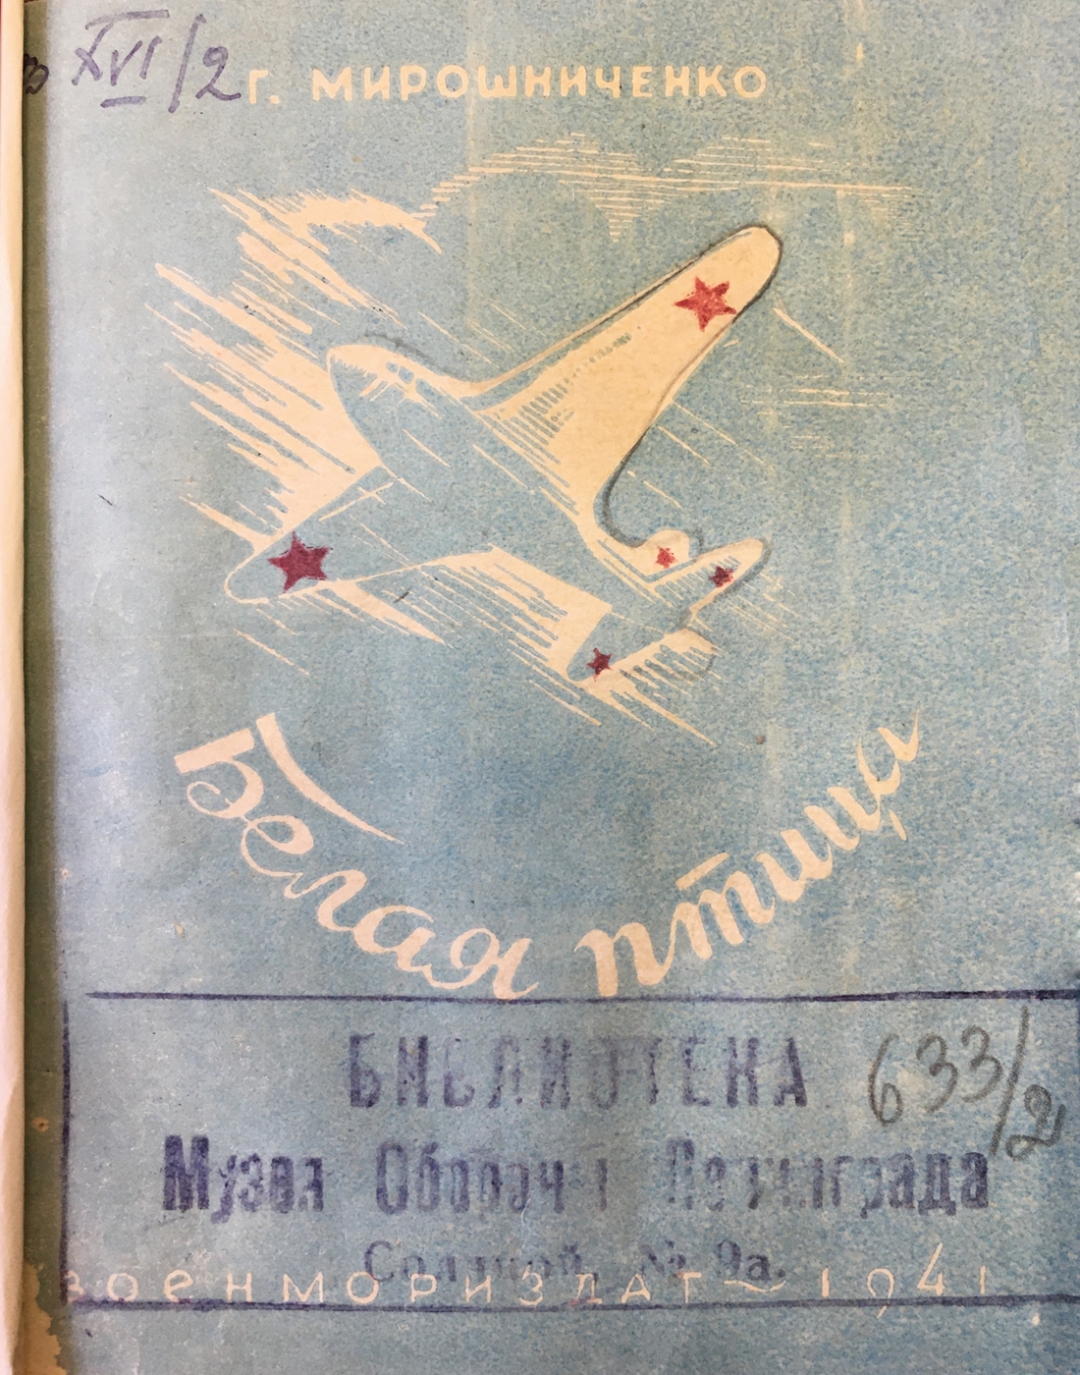 XVI/2
Г. МИРОШНИЧЕНКО
Белая птица
БИБЛИОТЕКА
633/2
Музея Обороны Ленинграда
Соляной № 9а.
ВОЕНМОРИЗДАТ – 1941